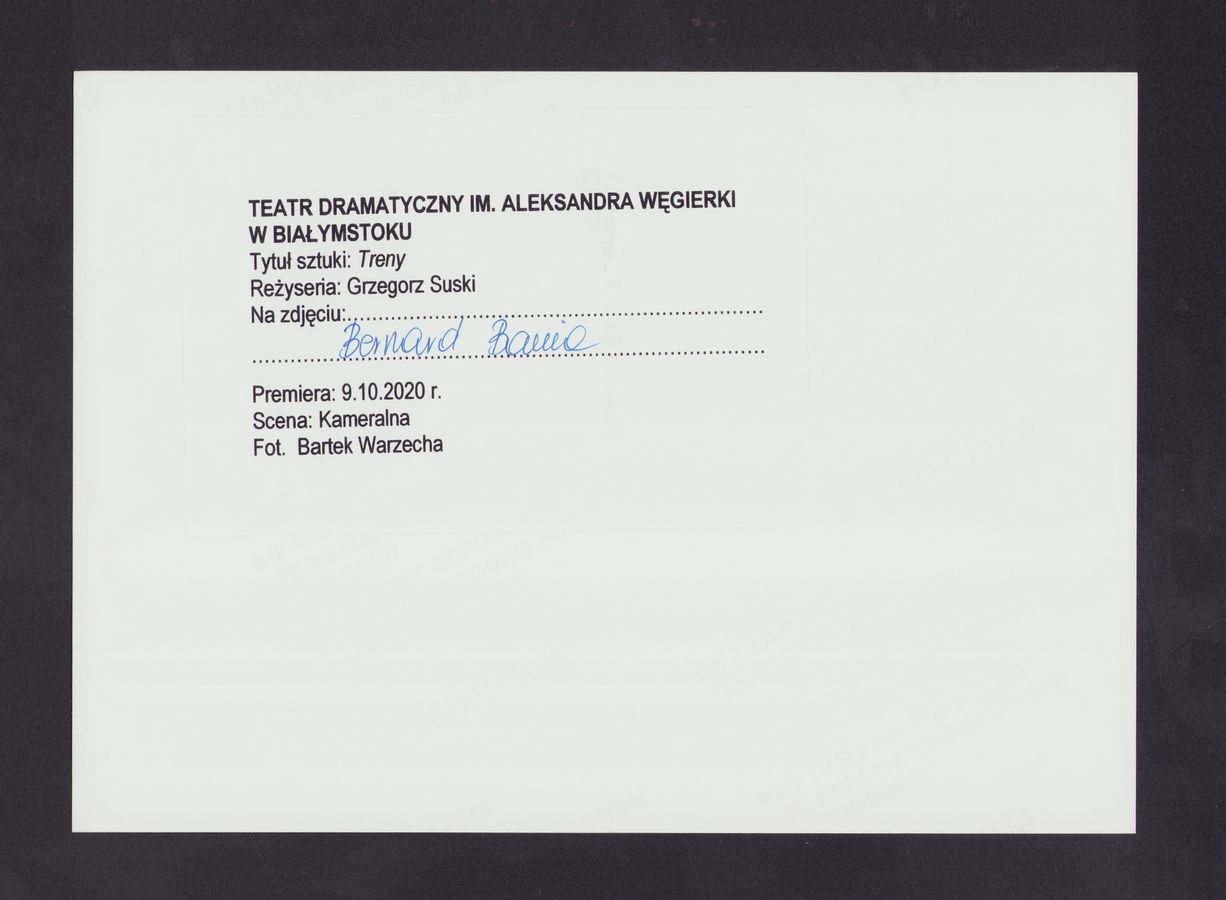 TEATR DRAMATYCZNY IM. ALEKSANDRA WĘGIERKI
W BIAŁYMSTOKU
Tytuł sztuki: Treny
Reżyseria: Grzegorz Suski
Na zdjęciu:................................................................................
Bernard Bania
Premiera: 9.10.2020 r.
Scena: Kameralna
Fot. Bartek Warzecha